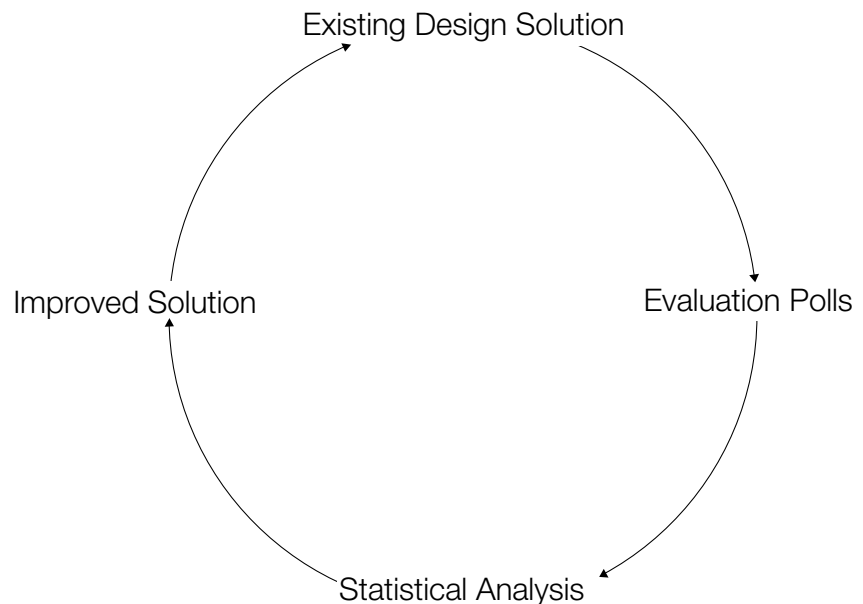 Existing Design Solution
Improved Solution
Evaluation Polls
Statistical Analysis